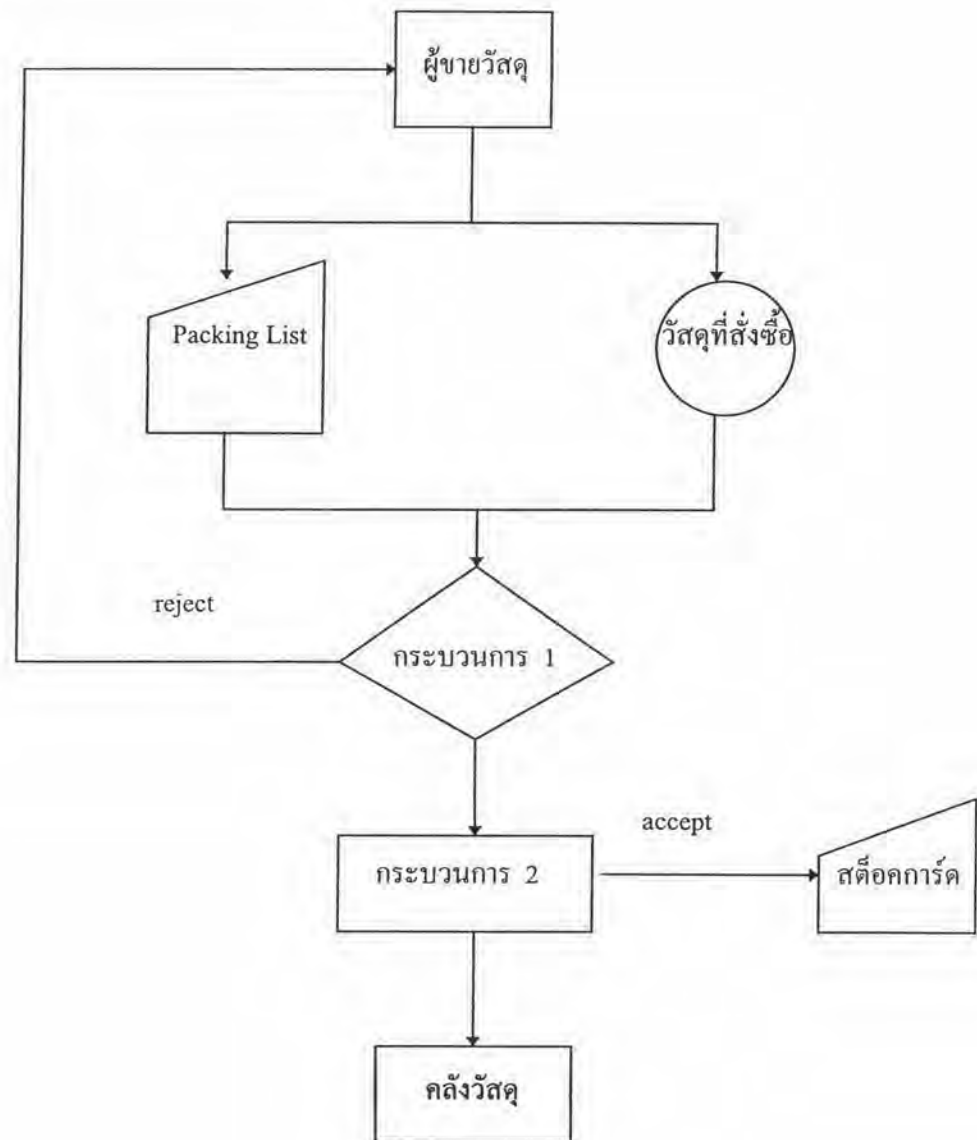 ผู้ขายวัสดุ
Packing List
วัสดุที่สั่งซื้อ
reject
กระบวนการ 1
accept
กระบวนการ 2
สต็อคการ์ด
คลังวัสดุ